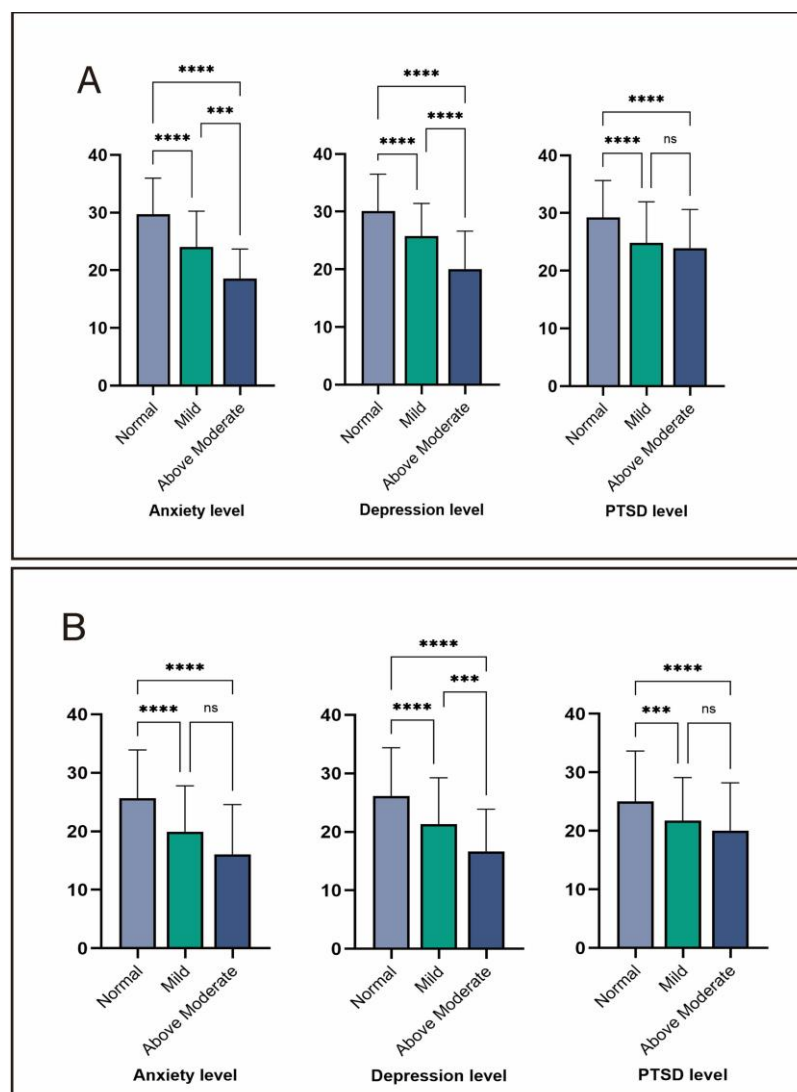 A
****
****
***
40
30
20
10
0
Normal
Mild
Above Moderate
Anxiety level
****
****
****
40
30
20
10
0
Normal
Mild
Above Moderate
Depression level
****
****
ns
40
30
20
10
0
Normal
Mild
Above Moderate
PTSD level
B
****
****
ns
40
30
20
10
0
Normal
Mild
Above Moderate
Anxiety level
****
****
***
40
30
20
10
0
Normal
Mild
Above Moderate
Depression level
****
***
ns
40
30
20
10
0
Normal
Mild
Above Moderate
PTSD level